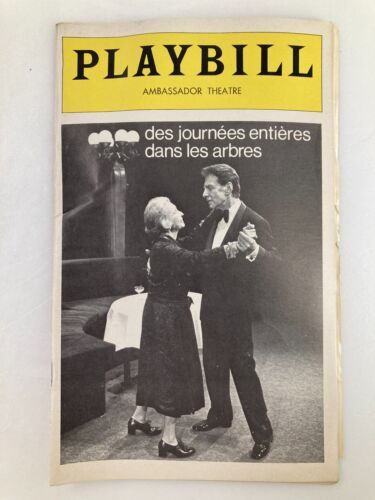 PLAYBILL
AMBASSADOR THEATRE
des journées entières
dans les arbres